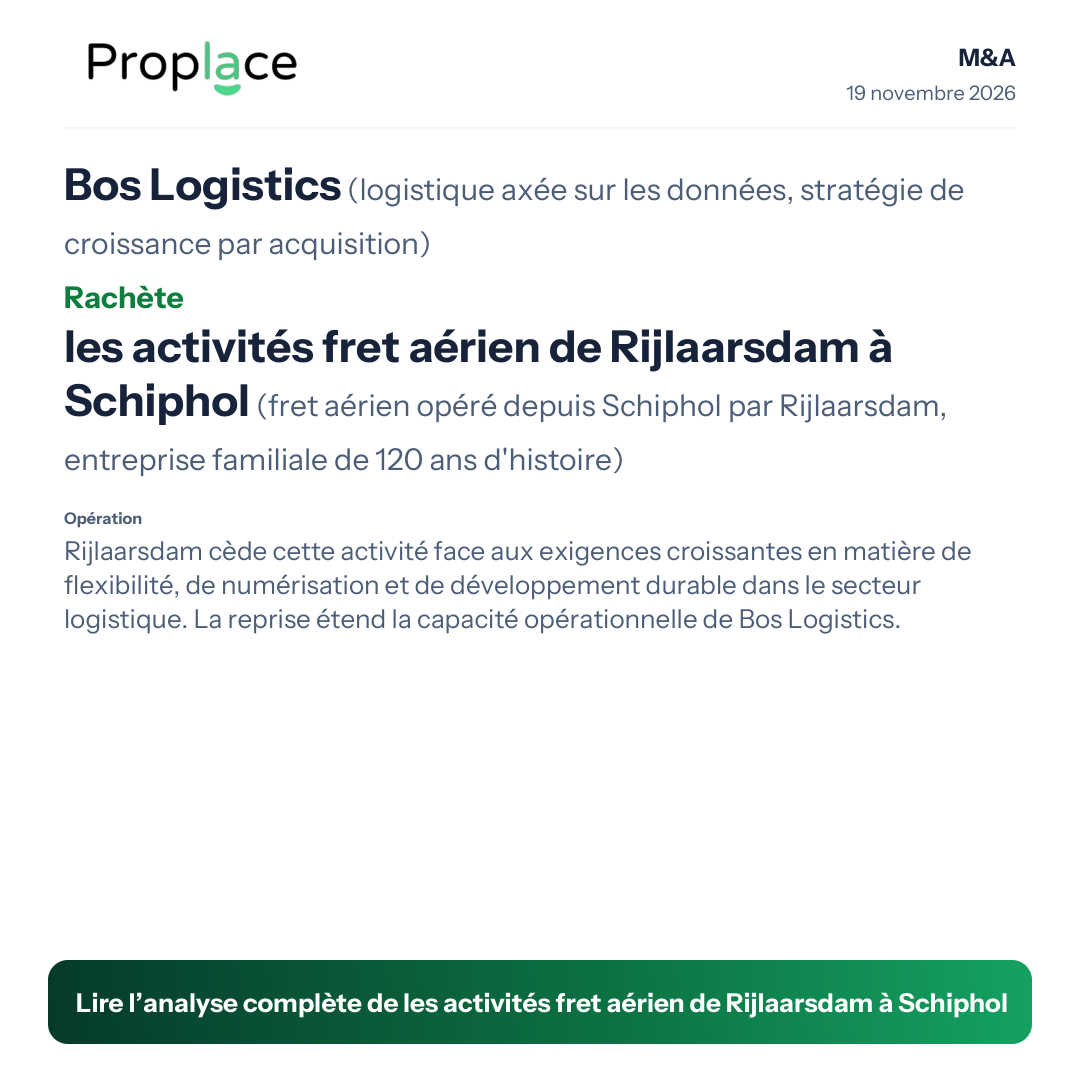 Proplace
M&A
19 novembre 2026
Bos Logistics (logistique axée sur les données, stratégie de
croissance par acquisition)
Rachète
les activités fret aérien de Rijlaarsdam à
Schiphol (fret aérien opéré depuis Schiphol par Rijlaarsdam,
entreprise familiale de 120 ans d'histoire)
Opération
Rijlaarsdam cède cette activité face aux exigences croissantes en matière de
flexibilité, de numérisation et de développement durable dans le secteur
logistique. La reprise étend la capacité opérationnelle de Bos Logistics.
Lire l’analyse complète de les activités fret aérien de Rijlaarsdam à Schiphol